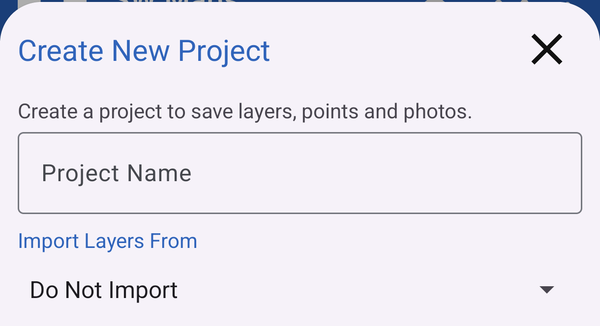 Create New Project
Create a project to save layers, points and photos.
Project Name
Import Layers From
Do Not Import